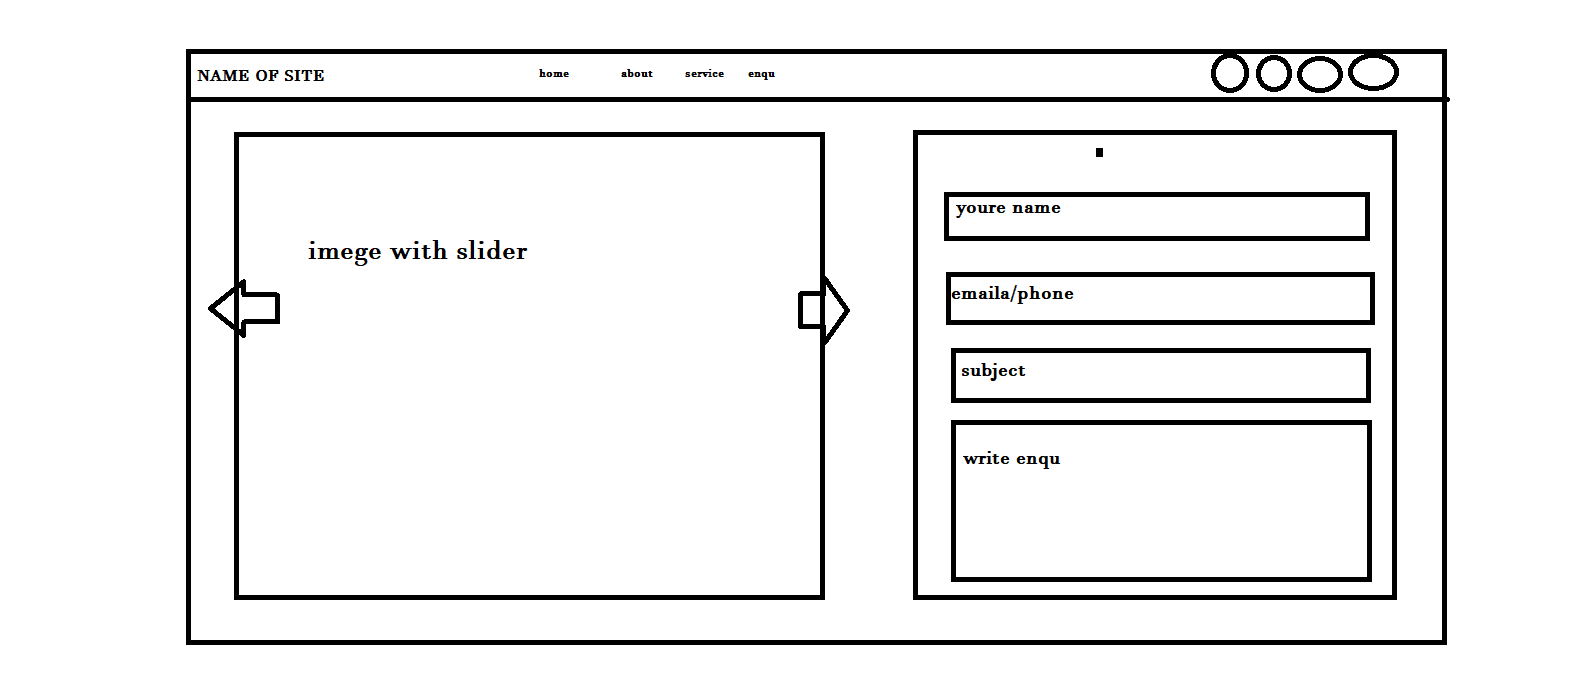 NAME OF SITE home about service enqu
imege with slider
youre name
emaila/phone
subject
write enqu